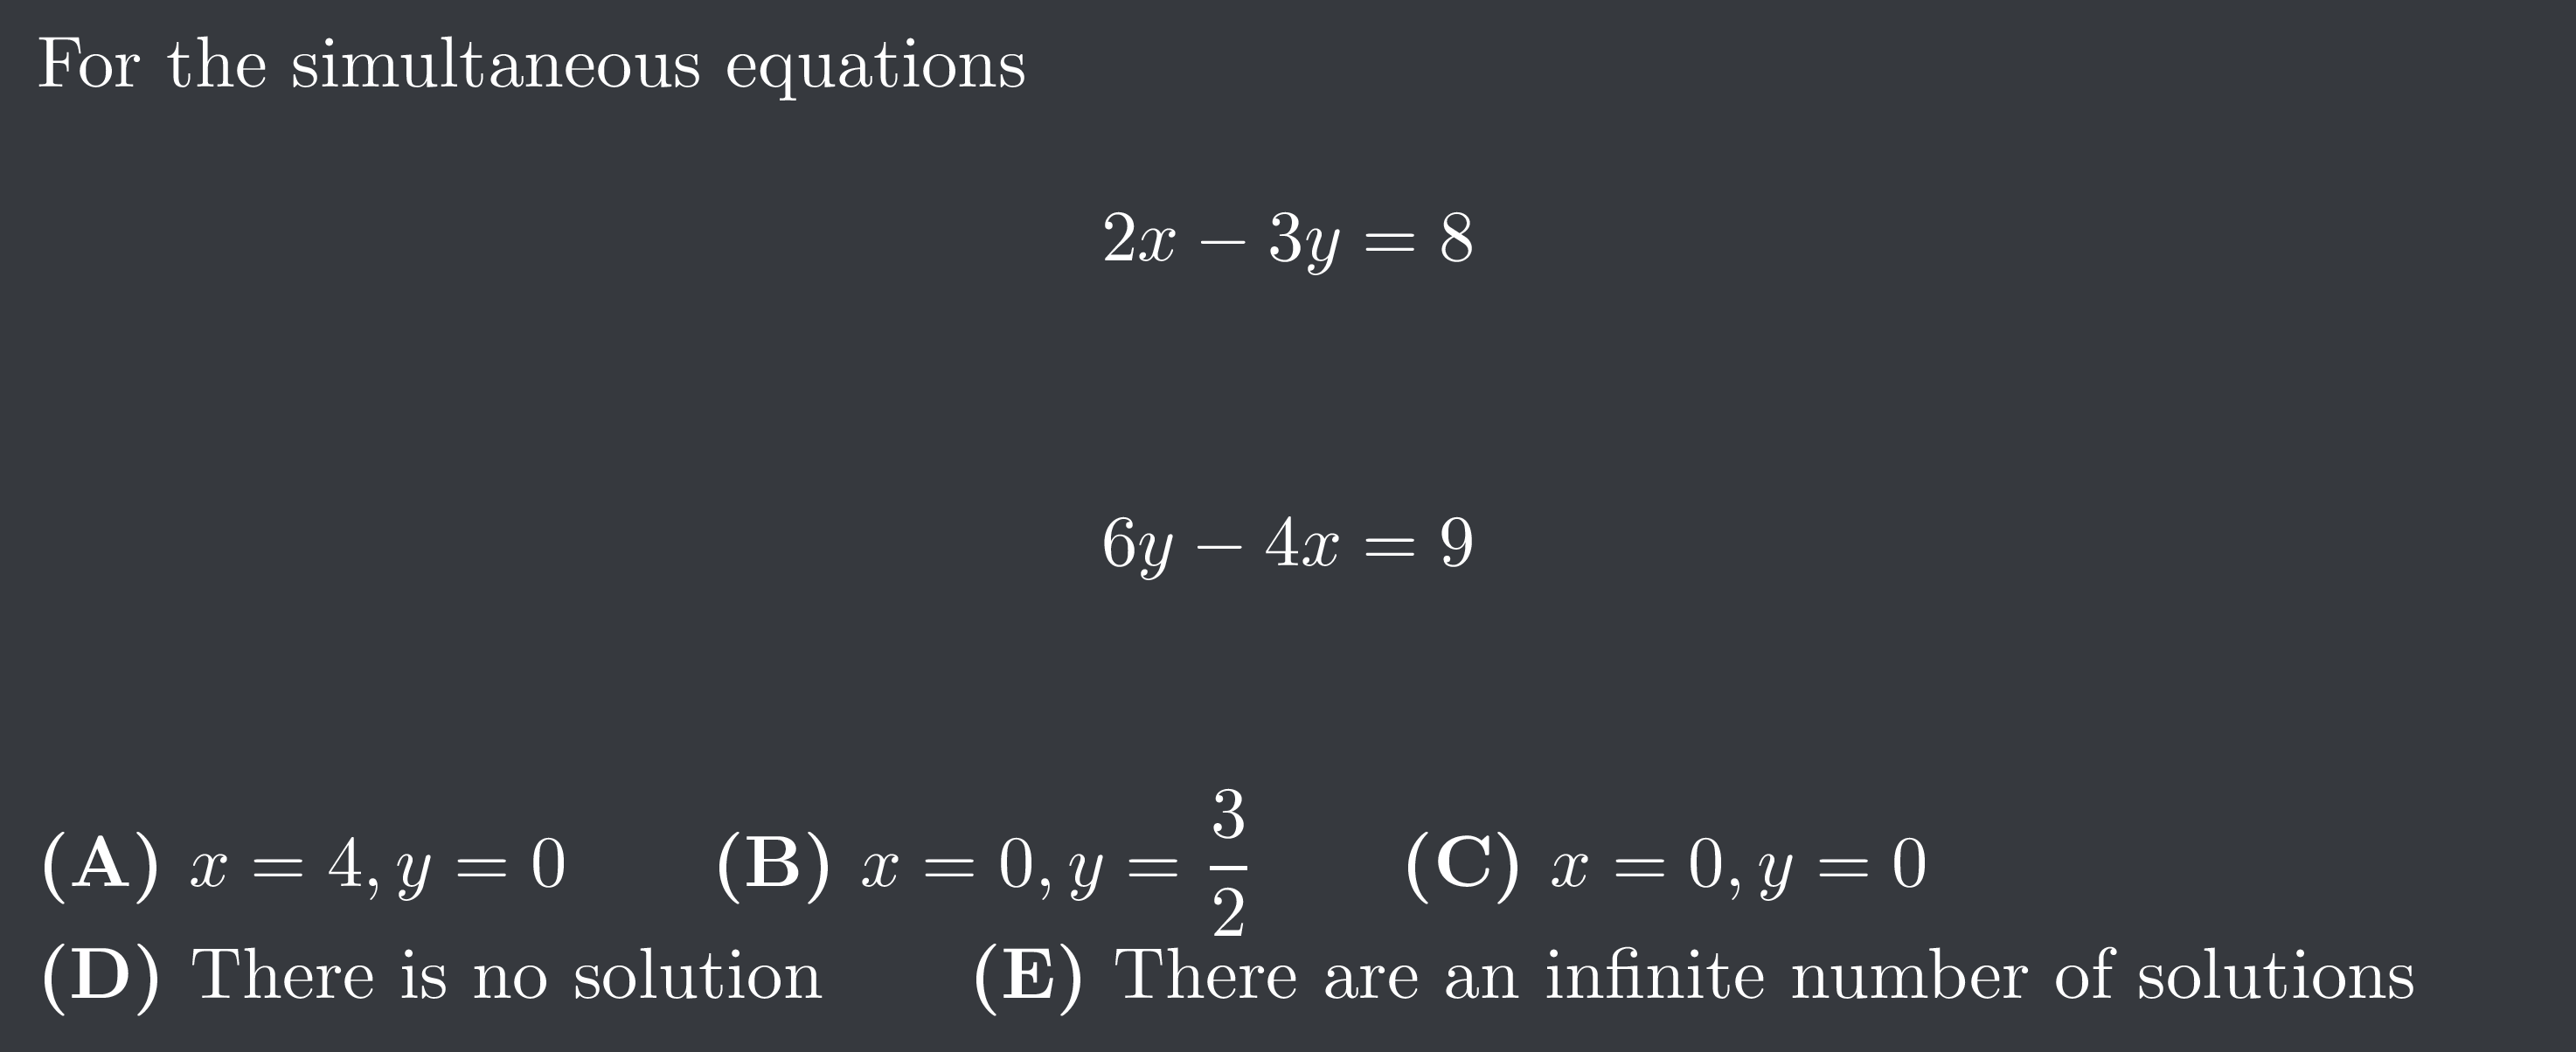 For the simultaneous equations
2x − 3y = 8
6y − 4x = 9
(A) x = 4, y = 0 (B) x = 0, y = 3/2 (C) x = 0, y = 0
(D) There is no solution (E) There are an infinite number of solutions